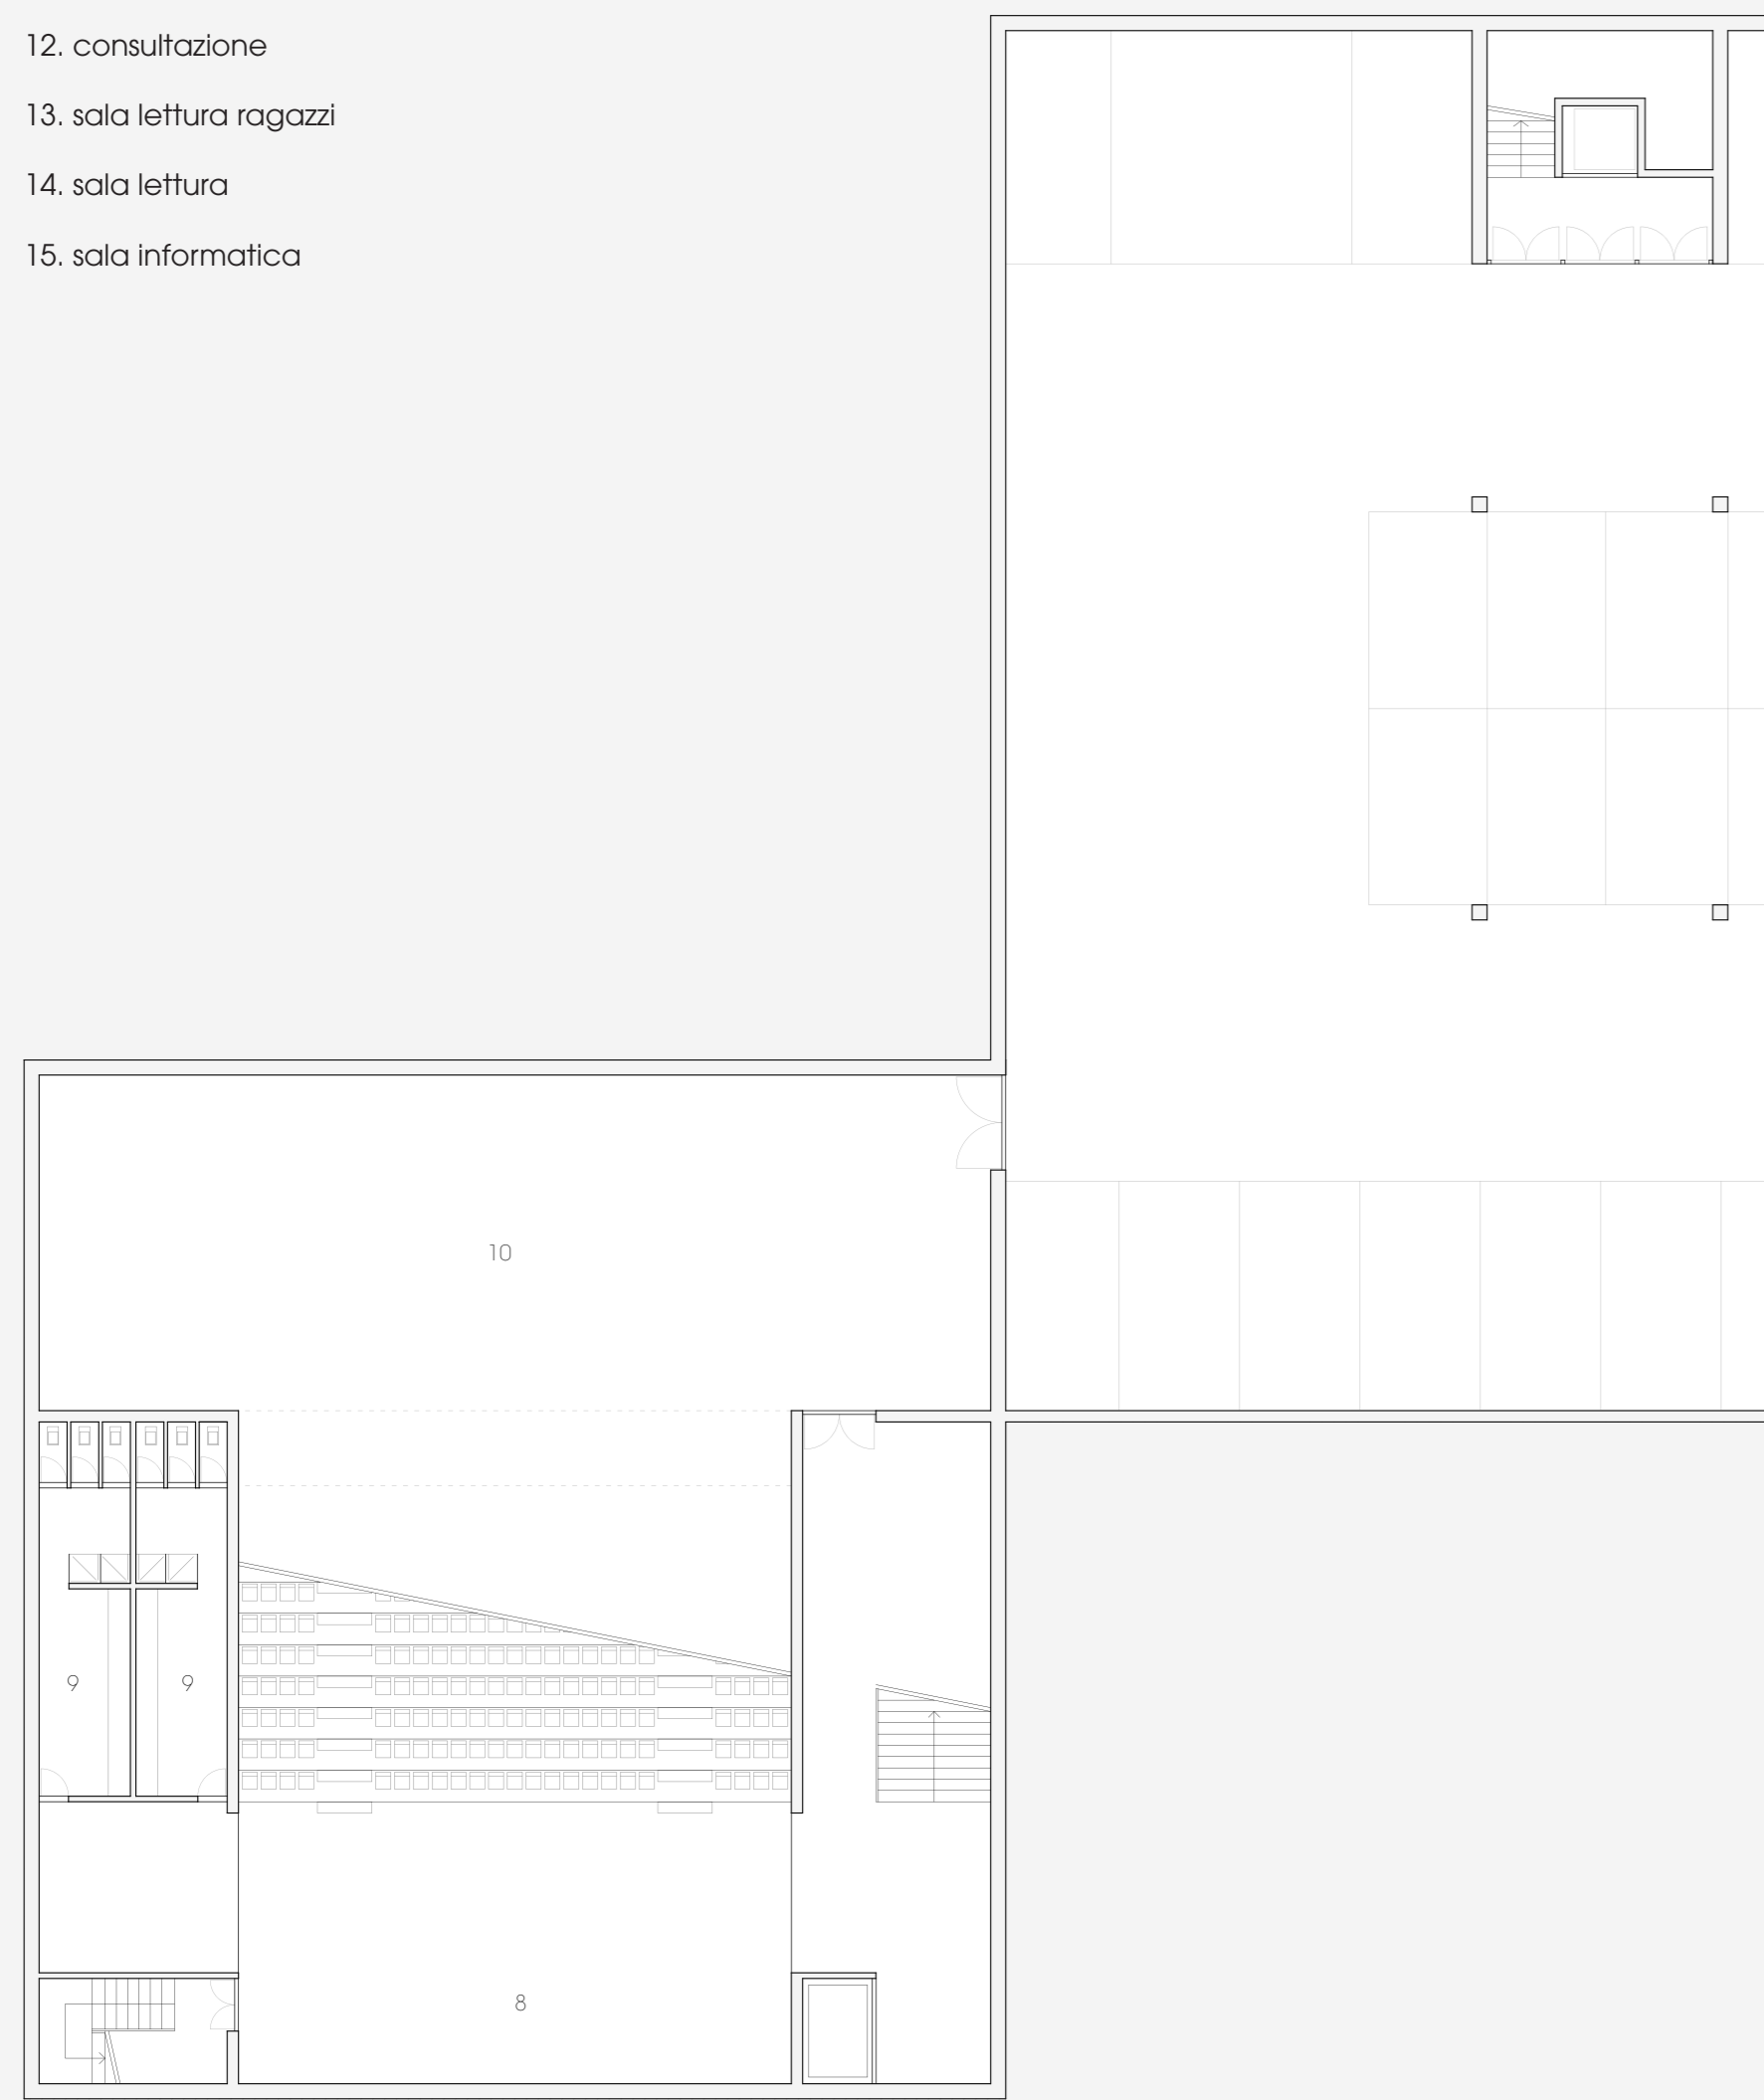 12. consultazione
13. sala lettura ragazzi
14. sala lettura
15. sala informatica
10
9 9
8